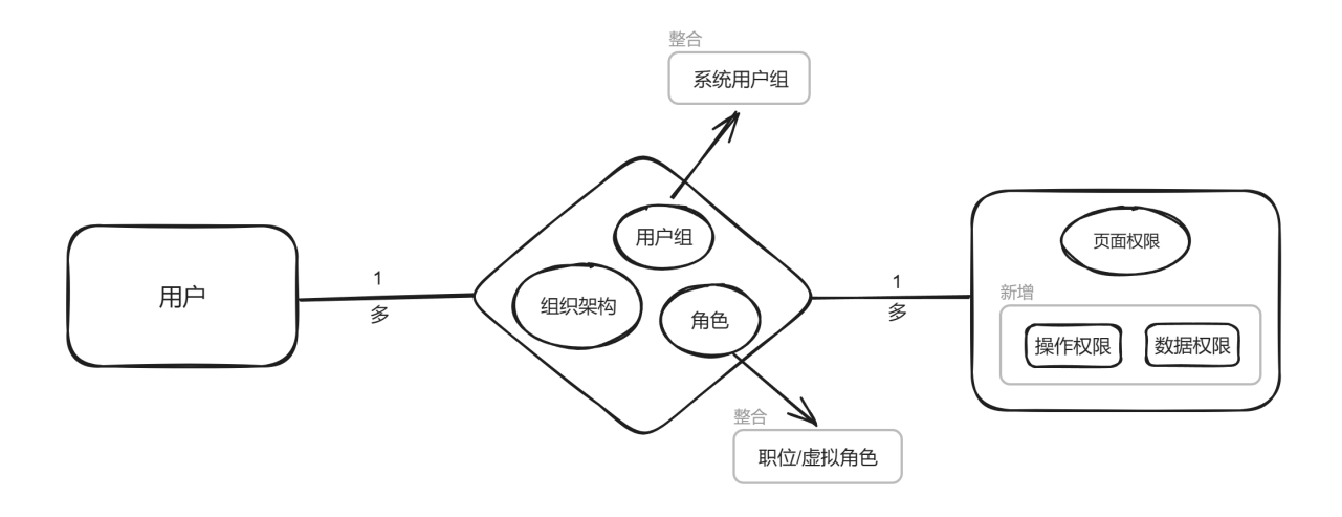 整合
系统用户组
用户组
页面权限
用户
1
多
组织架构
角色
1
多
新增
操作权限
数据权限
整合
职位/虚拟角色